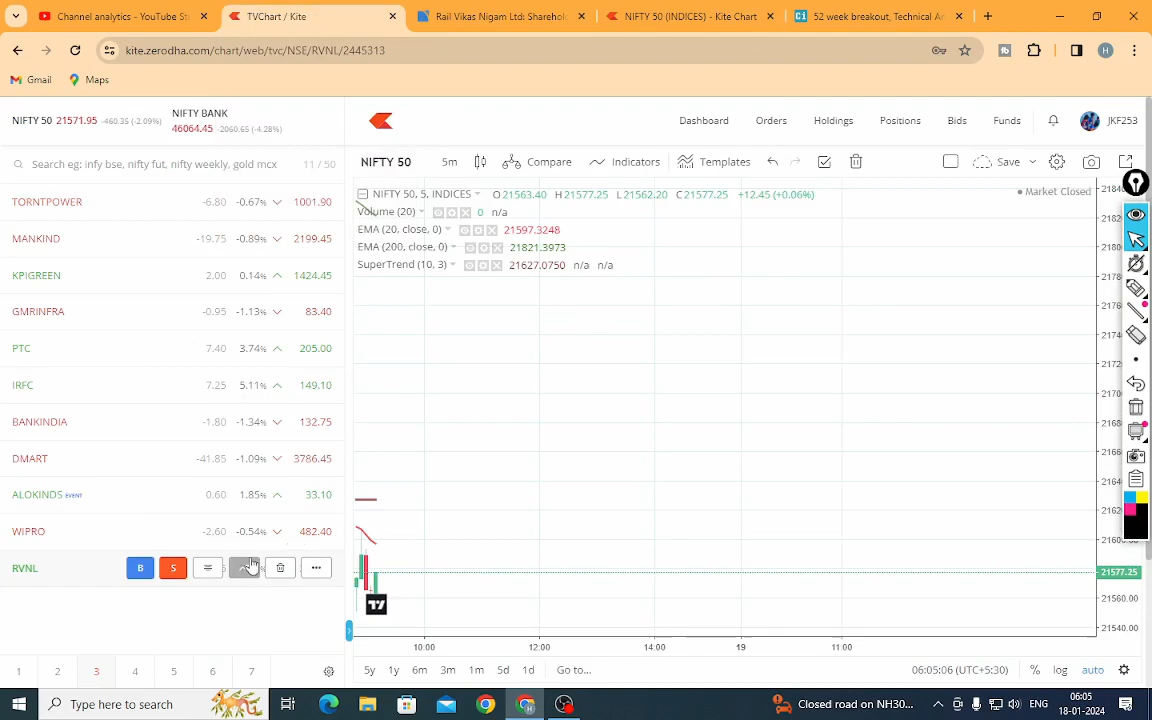 Channel analytics - YouTube St
TVChart / Kite
Rail Vikas Nigam Ltd: Shareho
NIFTY 50 (INDICES) - Kite Chart
52 week breakout, Technical An
kite.zerodha.com/chart/web/tvc/NSE/RVNL/2445313
Gmail
Maps
NIFTY 50 21571.95 -460.35 (-2.09%)
NIFTY BANK
46064.45 -2060.65 (-4.28%)
Dashboard Orders Holdings Positions Bids Funds JKF253
Search eg: infy bse, nifty fut, nifty weekly, gold mcx 11 / 50
NIFTY 50 5m Compare Indicators Templates Save
TORNTPOWER -6.80 -0.67% 1001.90
MANKIND -19.75 -0.89% 2199.45
KPIGREEN 2.00 0.14% 1424.45
GMRINFRA -0.95 -1.13% 83.40
PTC 7.40 3.74% 205.00
IRFC 7.25 5.11% 149.10
BANKINDIA -1.80 -1.34% 132.75
DMART -41.85 -1.09% 3786.45
ALOKINDS EVENT 0.60 1.85% 33.10
WIPRO -2.60 -0.54% 482.40
RVNL B S
1 2 3 4 5 6 7
NIFTY 50, 5, INDICES O21563.40 H21577.25 L21562.20 C21577.25 +12.45 (+0.06%)
Market Closed
Volume (20) 0 n/a
EMA (20, close, 0) 21597.3248
EMA (200, close, 0) 21821.3973
SuperTrend (10, 3) 21627.0750 n/a n/a
21577.25
21560.00
21540.00
10:00 12:00 14:00 19 11:00
5y 1y 6m 3m 1m 5d 1d Go to... 06:05:06 (UTC+5:30) % log auto
Type here to search
Closed road on NH30...
ENG
06:05
18-01-2024